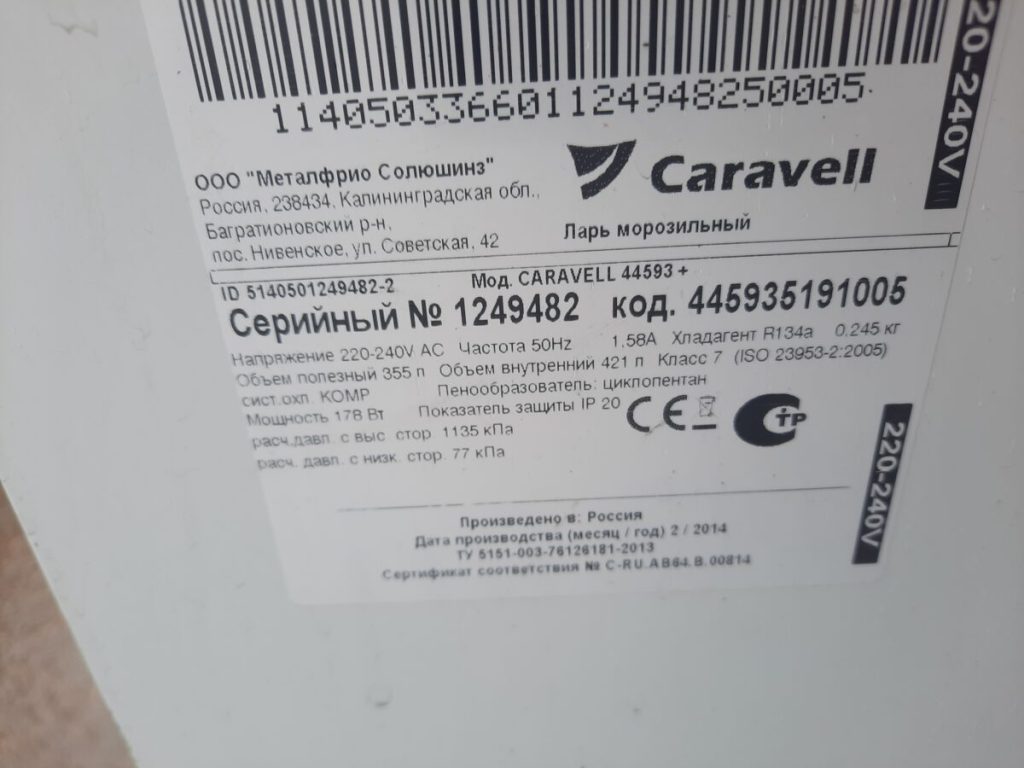 220-240V
114050336601124948250005
ООО "Металфрио Солюшинз"
Россия, 238434, Калининградская обл.,
Багратионовский р-н,
пос. Нивенское, ул. Советская, 42
Caravell
Ларь морозильный
ID 5140501249482-2 Мод. CARAVELL 44593 +
Серийный № 1249482 код. 445935191005
Напряжение 220-240V AC Частота 50Hz 1,58A Хладагент R134a 0.245 кг
Объем полезный 355 л Объем внутренний 421 л Класс 7 (ISO 23953-2:2005)
сист.охл. КОМР Пенообразователь: циклопентан
Мощность 178 Вт Показатель защиты IP 20
CE
СТР
расч.давл. с выс. стор. 1135 кПа
расч. давл. с низк. стор. 77 кПа
220-240V
Произведено в: Россия
Дата производства (месяц / год) 2 / 2014
ТУ 5151-003-76126181-2013
Сертификат соответствия № C-RU.АВ64.В.00814